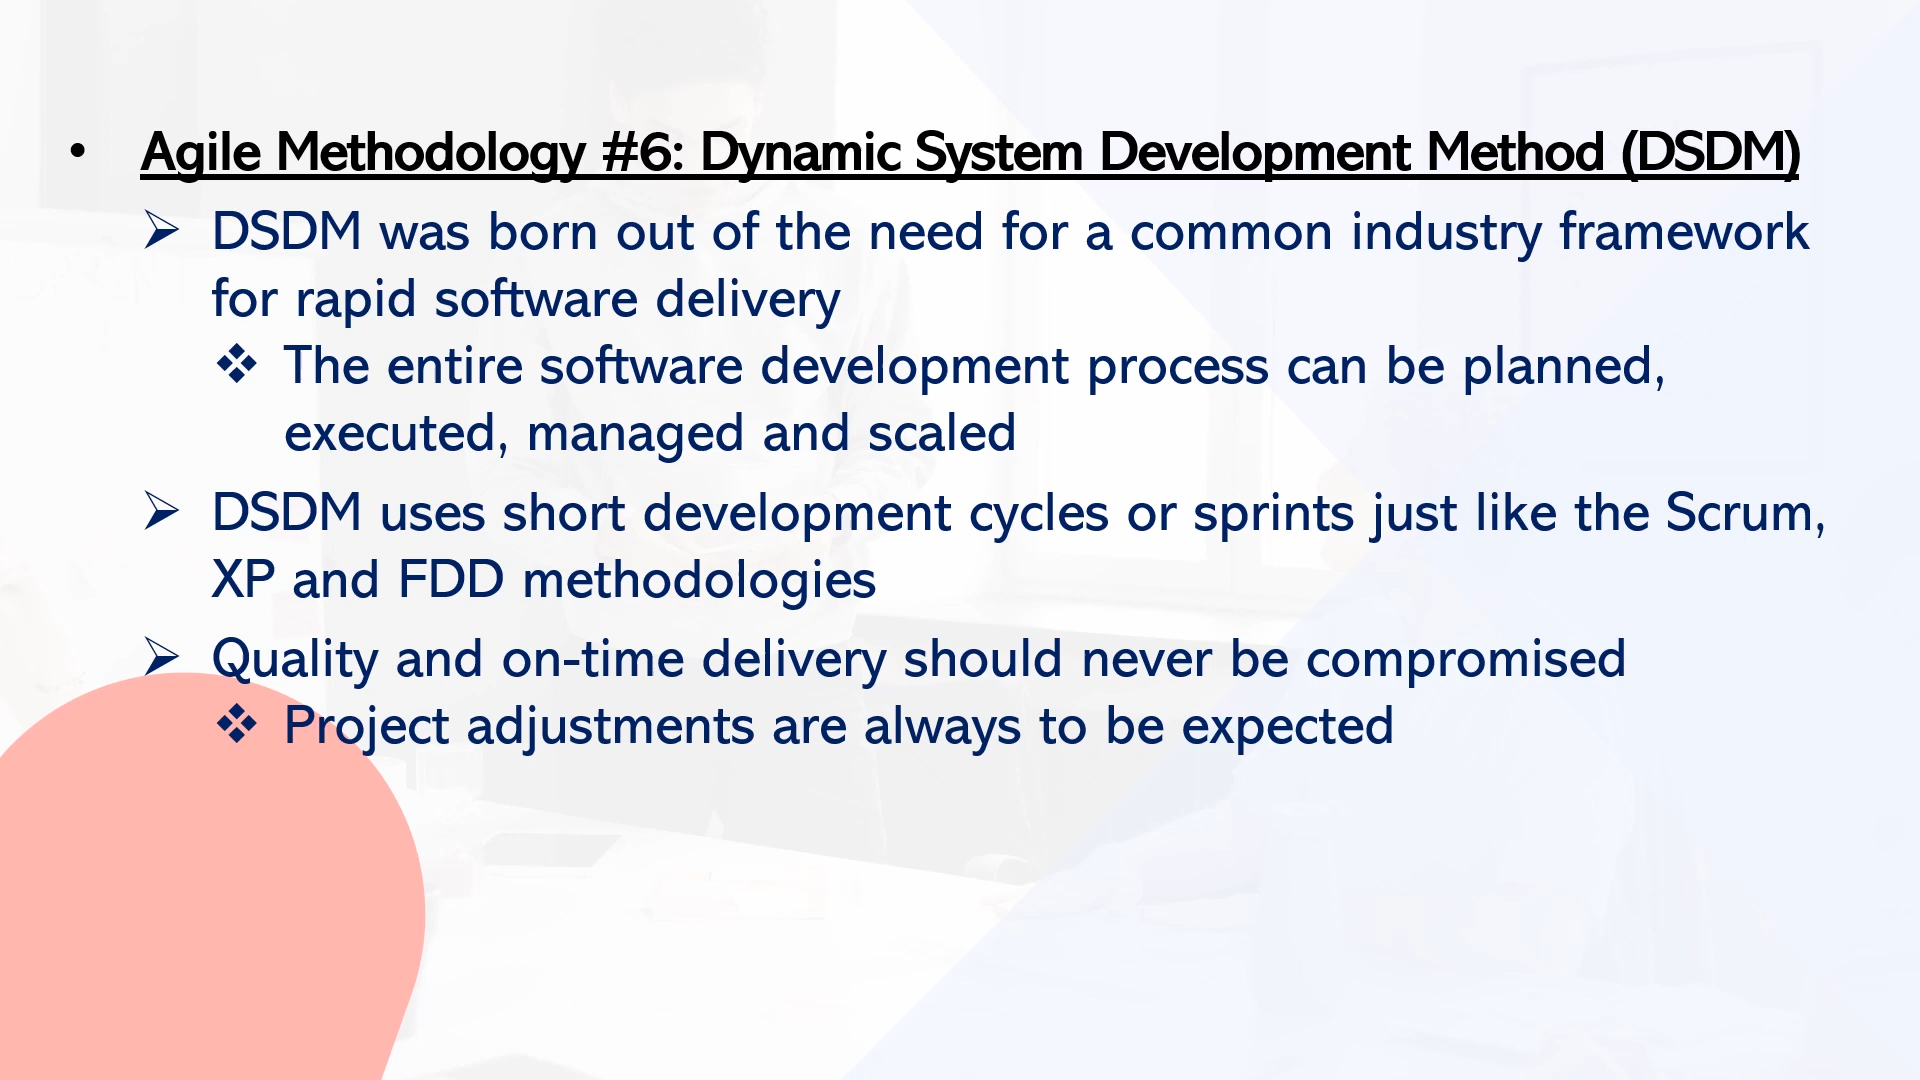 • Agile Methodology #6: Dynamic System Development Method (DSDM)
➢ DSDM was born out of the need for a common industry framework
for rapid software delivery
❖ The entire software development process can be planned,
executed, managed and scaled
➢ DSDM uses short development cycles or sprints just like the Scrum,
XP and FDD methodologies
➢ Quality and on-time delivery should never be compromised
❖ Project adjustments are always to be expected